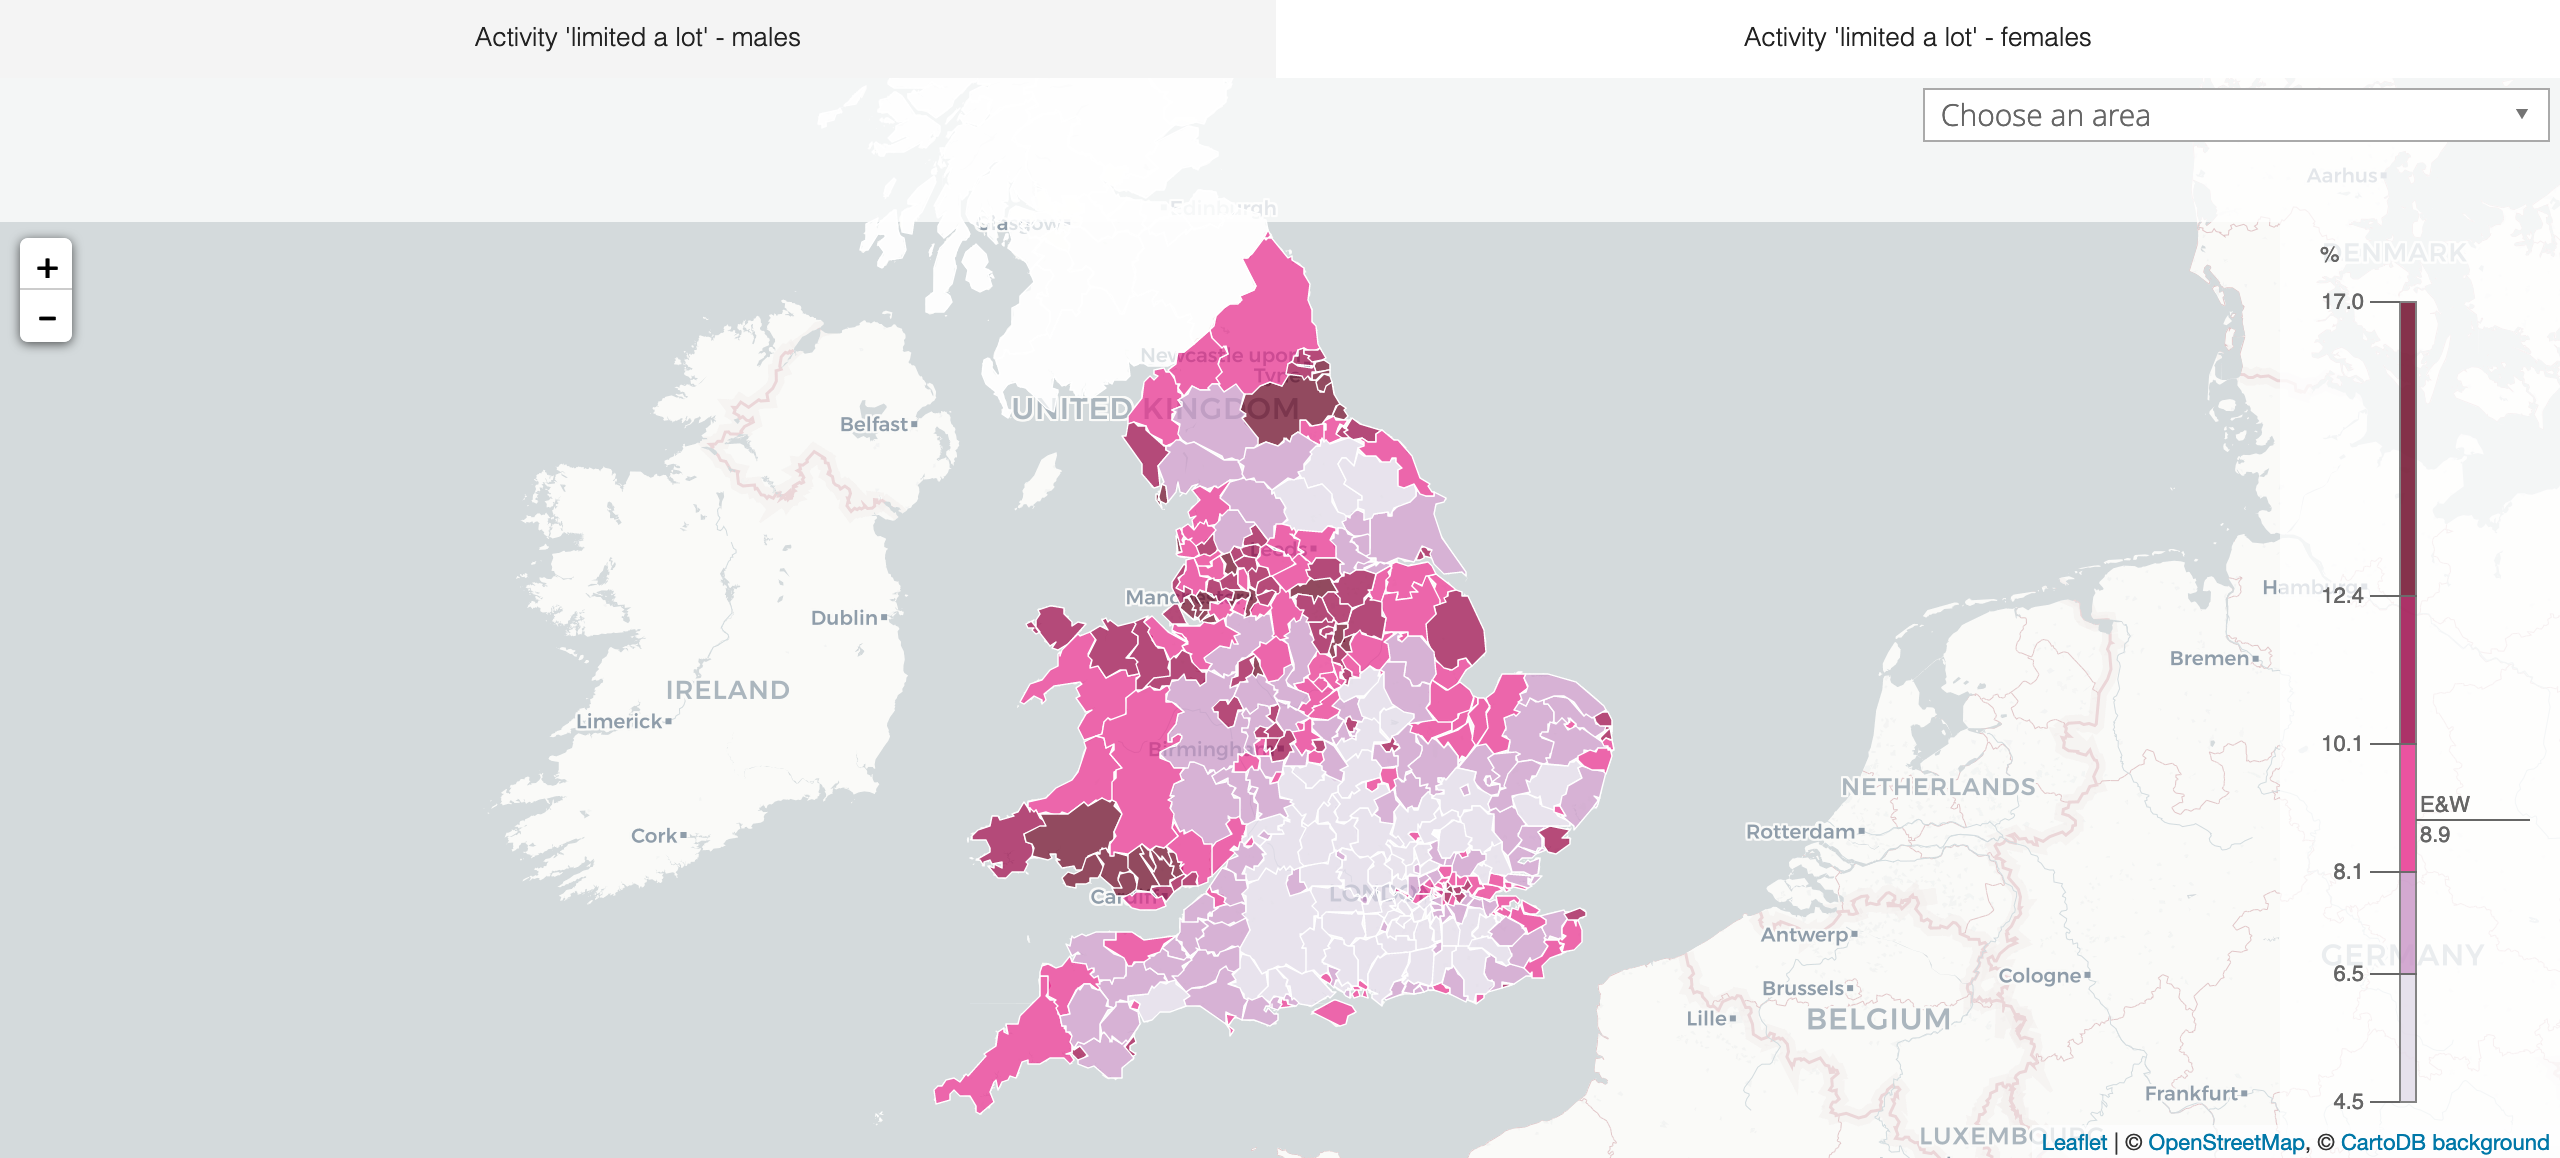 Activity 'limited a lot' - males
Activity 'limited a lot' - females
Choose an area
Aarhus
Edinburgh
Glasgow
DENMARK
%
17.0
Newcastle upon
Tyne
UNITED KINGDOM
Belfast
Leeds
Hamburg
12.4
Manc
Dublin
Bremen
IRELAND
Limerick
10.1
Birmingham
NETHERLANDS
E&W
8.9
Rotterdam
Cork
8.1
LON
Cardiff
Antwerp
GERMANY
6.5
Cologne
Brussels
Lille
BELGIUM
Frankfurt
4.5
LUXEMBOURG
Leaflet | © OpenStreetMap, © CartoDB background